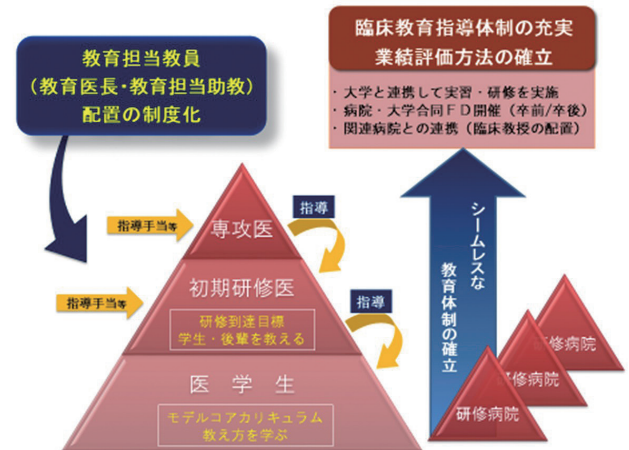 教育担当教員
(教育医長・教育担当助教)
配置の制度化
臨床教育指導体制の充実
業績評価方法の確立
・大学と連携して実習・研修を実施
・病院・大学合同FD開催(卒前/卒後)
・関連病院との連携(臨床教授の配置)
指導手当等
専攻医
指導
指導手当等
初期研修医
研修到達目標
学生・後輩を教える
指導
医学生
モデルコアカリキュラム
教え方を学ぶ
シームレスな
教育体制の確立
研修病院
研修病院
研修病院